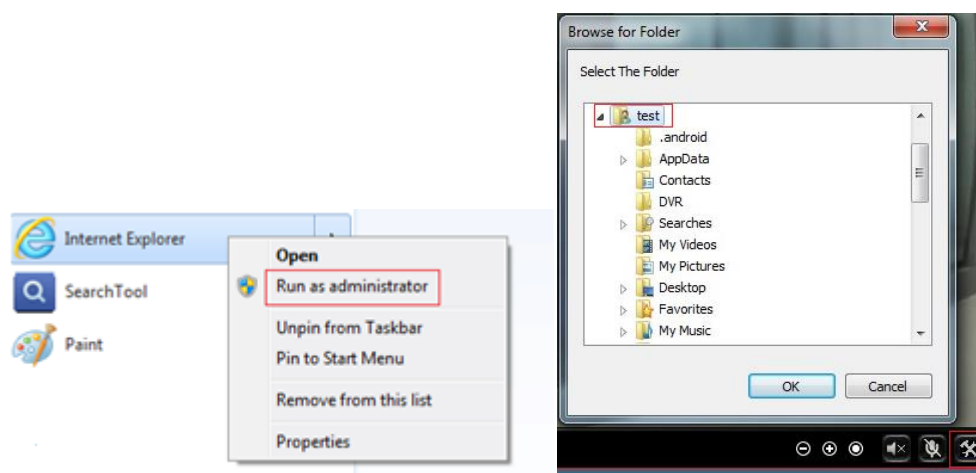 Internet Explorer
SearchTool
Paint
Open
Run as administrator
Unpin from Taskbar
Pin to Start Menu
Remove from this list
Properties
Browse for Folder
Select The Folder
test
.android
AppData
Contacts
DVR
Searches
My Videos
My Pictures
Desktop
Favorites
My Music
OK
Cancel